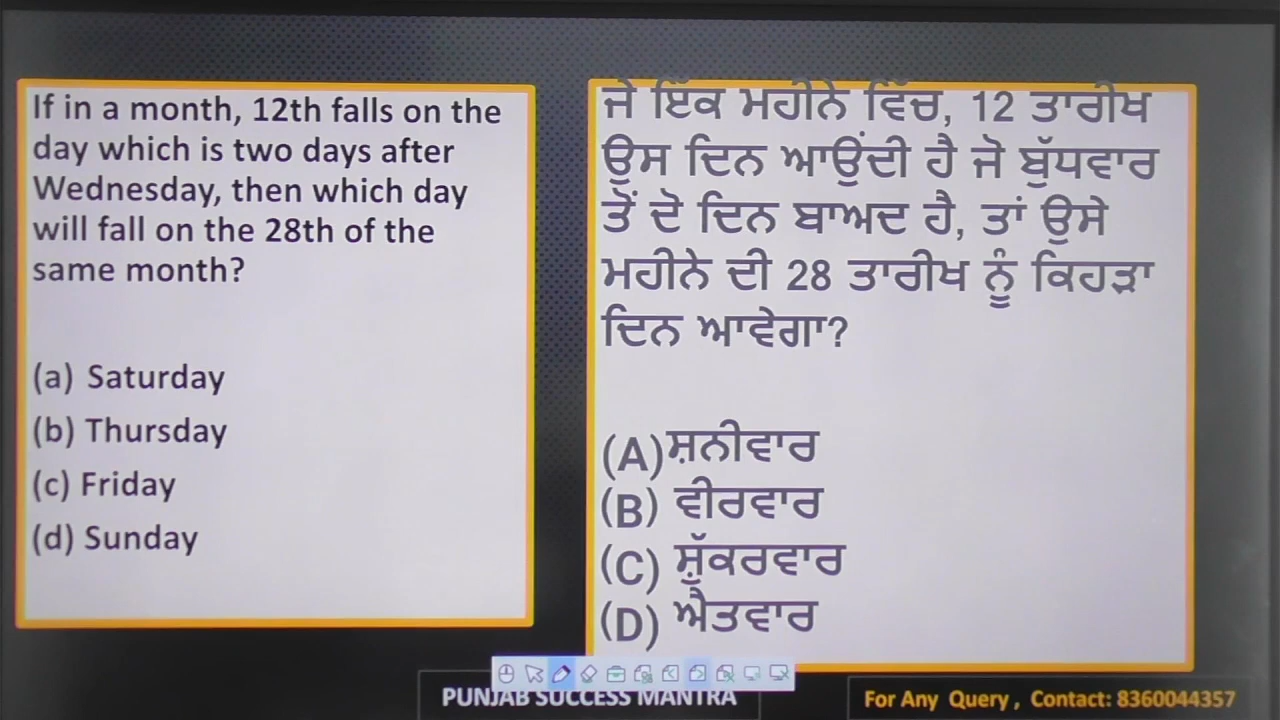 If in a month, 12th falls on the
day which is two days after
Wednesday, then which day
will fall on the 28th of the
same month?
(a) Saturday
(b) Thursday
(c) Friday
(d) Sunday
ਜੇ ਇੱਕ ਮਹੀਨੇ ਵਿੱਚ, 12 ਤਾਰੀਖ
ਉਸ ਦਿਨ ਆਉਂਦੀ ਹੈ ਜੋ ਬੁੱਧਵਾਰ
ਤੋਂ ਦੋ ਦਿਨ ਬਾਅਦ ਹੈ, ਤਾਂ ਉਸੇ
ਮਹੀਨੇ ਦੀ 28 ਤਾਰੀਖ ਨੂੰ ਕਿਹੜਾ
ਦਿਨ ਆਵੇਗਾ?
(A)ਸ਼ਨੀਵਾਰ
(B) ਵੀਰਵਾਰ
(C) ਸ਼ੁੱਕਰਵਾਰ
(D) ਐਤਵਾਰ
PUNJAB SUCCESS MANTRA
For Any Query , Contact: 8360044357